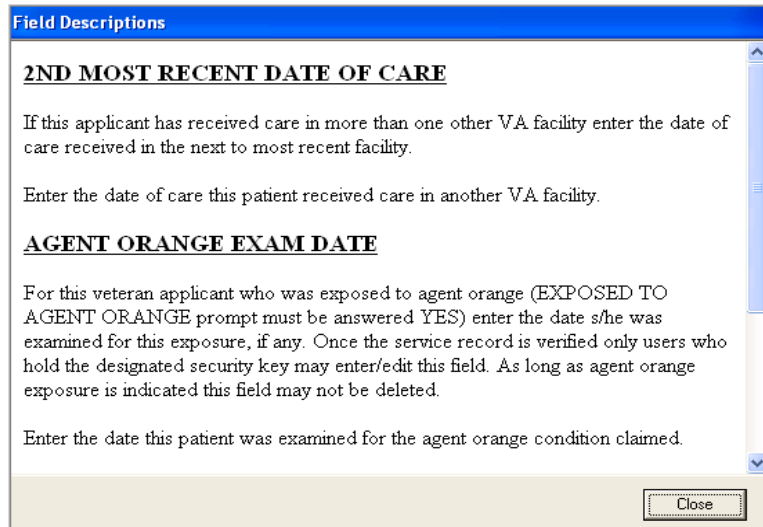 Field Descriptions
2ND MOST RECENT DATE OF CARE
If this applicant has received care in more than one other VA facility enter the date of
care received in the next to most recent facility.
Enter the date of care this patient received care in another VA facility.
AGENT ORANGE EXAM DATE
For this veteran applicant who was exposed to agent orange (EXPOSED TO
AGENT ORANGE prompt must be answered YES) enter the date s/he was
examined for this exposure, if any. Once the service record is verified only users who
hold the designated security key may enter/edit this field. As long as agent orange
exposure is indicated this field may not be deleted.
Enter the date this patient was examined for the agent orange condition claimed.
Close